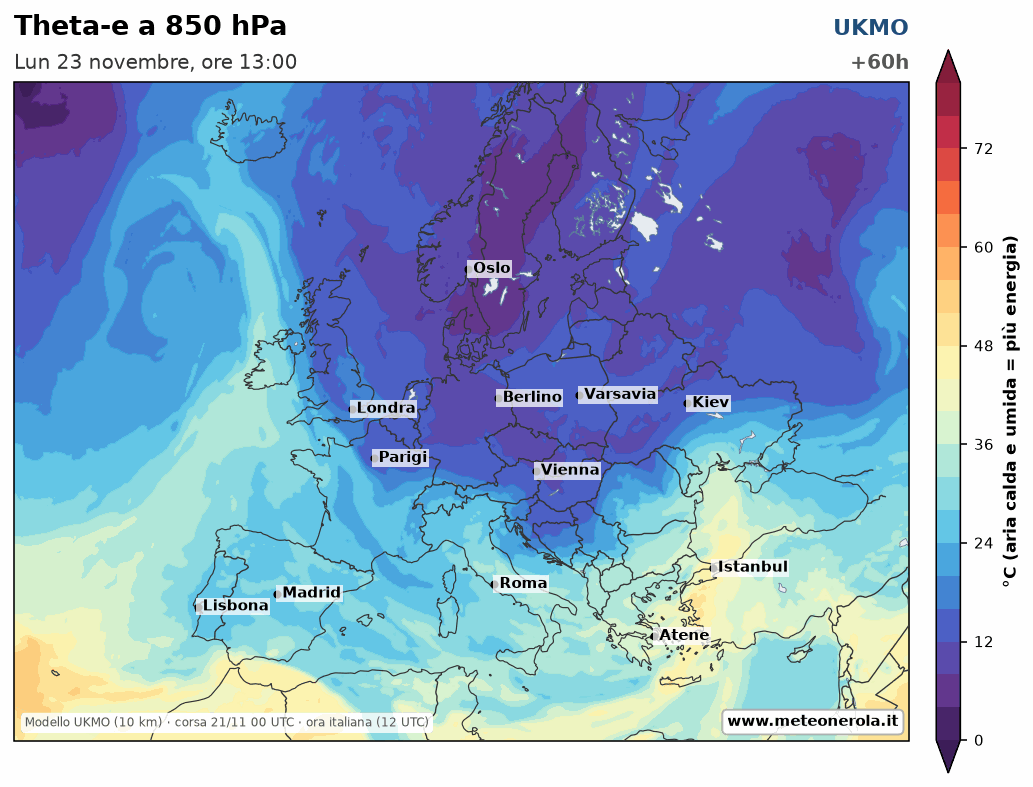 Theta-e a 850 hPa
UKMO
Lun 23 novembre, ore 13:00
+60h
72
60
48
36
24
12
0
°C (aria calda e umida = più energia)
Oslo
Berlino
Varsavia
Kiev
Londra
Parigi
Vienna
Istanbul
Roma
Madrid
Lisbona
Atene
Modello UKMO (10 km) · corsa 21/11 00 UTC · ora italiana (12 UTC)
www.meteonerola.it